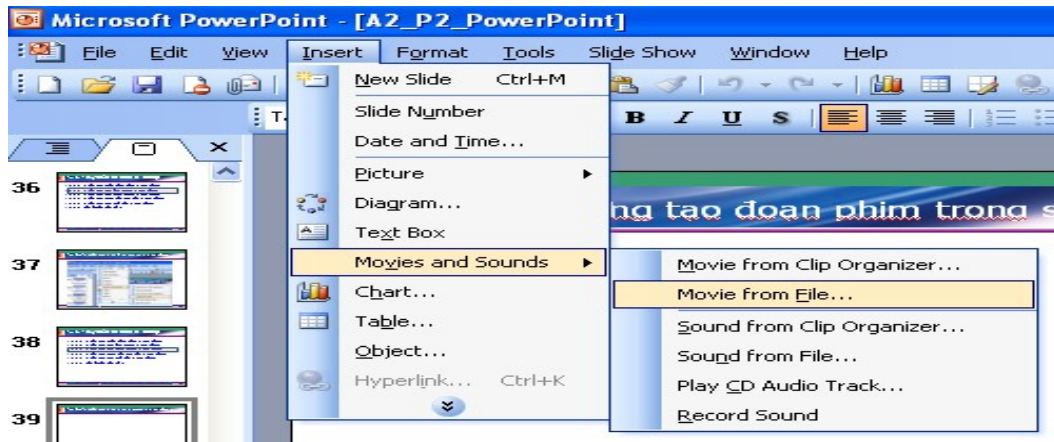 Microsoft PowerPoint - [A2_P2_PowerPoint]
File Edit View Insert Format Tools Slide Show Window Help
New Slide Ctrl+M
Slide Number
B I U S
Date and Time...
Picture
36
Diagram...
tạo đoạn phim trong
Text Box
37
Movies and Sounds
Movie from Clip Organizer...
Chart...
Movie from File...
Table...
Sound from Clip Organizer...
38
Object...
Sound from File...
Hyperlink... Ctrl+K
Play CD Audio Track...
39
Record Sound